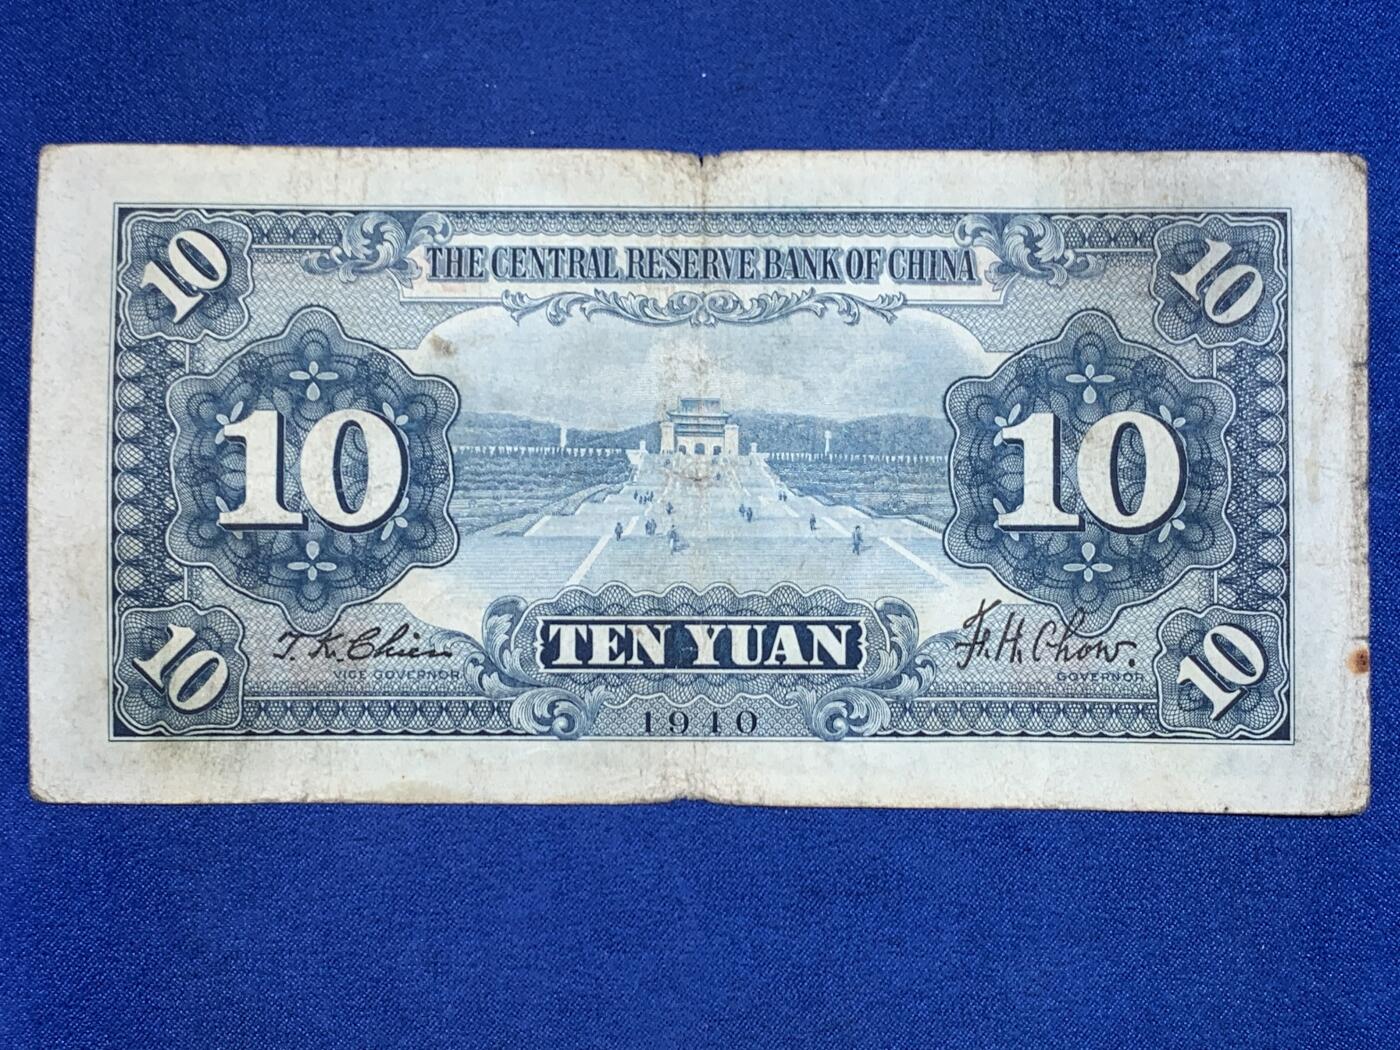 10 THE CENTRAL RESERVE BANK OF CHINA 10
10 10
10 T. K. Chien TEN YUAN F. H. Chow. 10
VICE GOVERNOR GOVERNOR
1940